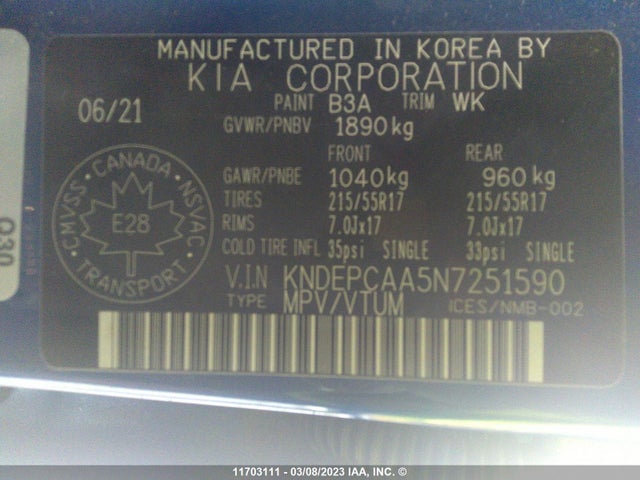 MANUFACTURED IN KOREA BY
KIA CORPORATION
06/21
PAINT B3A TRIM WK
GVWR/PNBV 1890kg
FRONT REAR
GAWR/PNBE 1040kg 960kg
TIRES 215/55R17 215/55R17
RIMS 7.0Jx17 7.0Jx17
COLD TIRE INFL 35psi SINGLE 33psi SINGLE
V.I.N KNDEPCAA5N7251590
TYPE MPV/VTUM ICES/NMB-002
CMVSS CANADA NSVAC
E28
TRANSPORT
Q30
11703111 - 03/08/2023 IAA, INC. ©